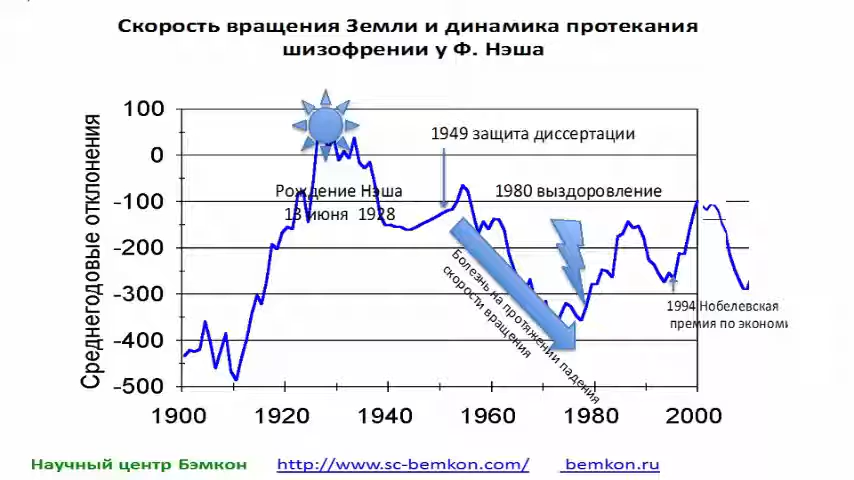 Скорость вращения Земли и динамика протекания
шизофрении у Ф. Нэша
Среднегодовые отклонения
100
0
-100
-200
-300
-400
-500
1900
1920
1940
1960
1980
2000
Рождение Нэша
13 июня 1928
1949 защита диссертации
1980 выздоровление
Болезнь на протяжении падения
скорости вращения
1994 Нобелевская
премия по экономи
Научный центр Бэмкон http://www.sc-bemkon.com/ bemkon.ru